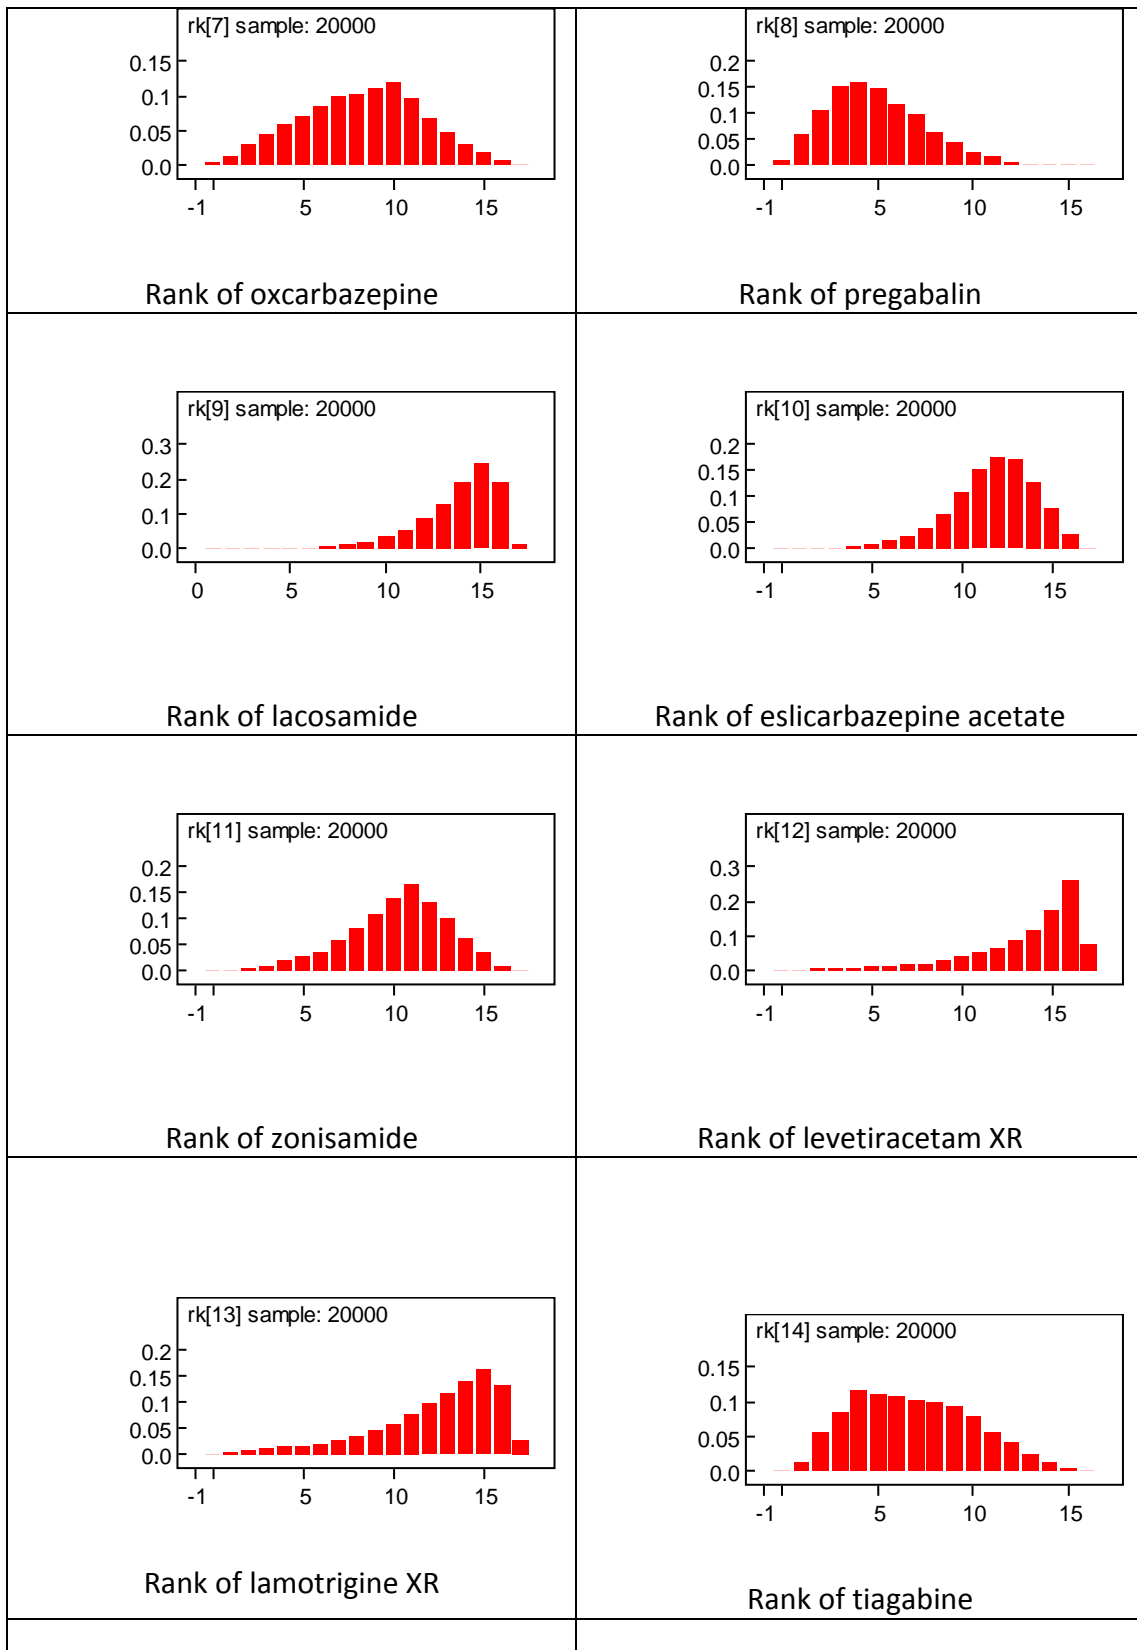 rk[7] sample: 20000
0.15
0.1
0.05
0.0
-1 5 10 15
Rank of oxcarbazepine
rk[8] sample: 20000
0.2
0.15
0.1
0.05
0.0
-1 5 10 15
Rank of pregabalin
rk[9] sample: 20000
0.3
0.2
0.1
0.0
0 5 10 15
Rank of lacosamide
rk[10] sample: 20000
0.2
0.15
0.1
0.05
0.0
-1 5 10 15
Rank of eslicarbazepine acetate
rk[11] sample: 20000
0.2
0.15
0.1
0.05
0.0
-1 5 10 15
Rank of zonisamide
rk[12] sample: 20000
0.3
0.2
0.1
0.0
-1 5 10 15
Rank of levetiracetam XR
rk[13] sample: 20000
0.2
0.15
0.1
0.05
0.0
-1 5 10 15
Rank of lamotrigine XR
rk[14] sample: 20000
0.15
0.1
0.05
0.0
-1 5 10 15
Rank of tiagabine